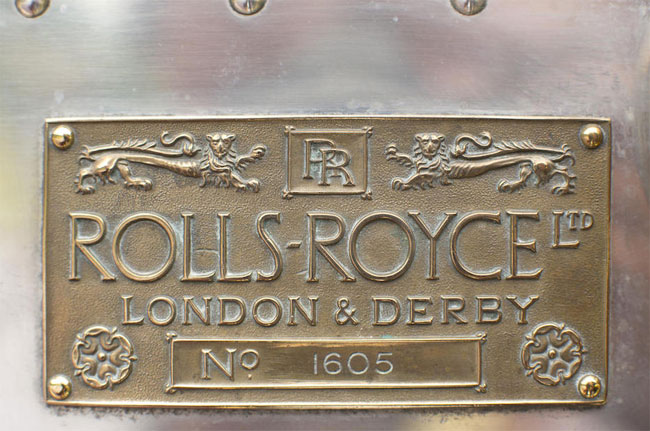 RR
ROLLS-ROYCE LTD
LONDON & DERBY
Nº 1605